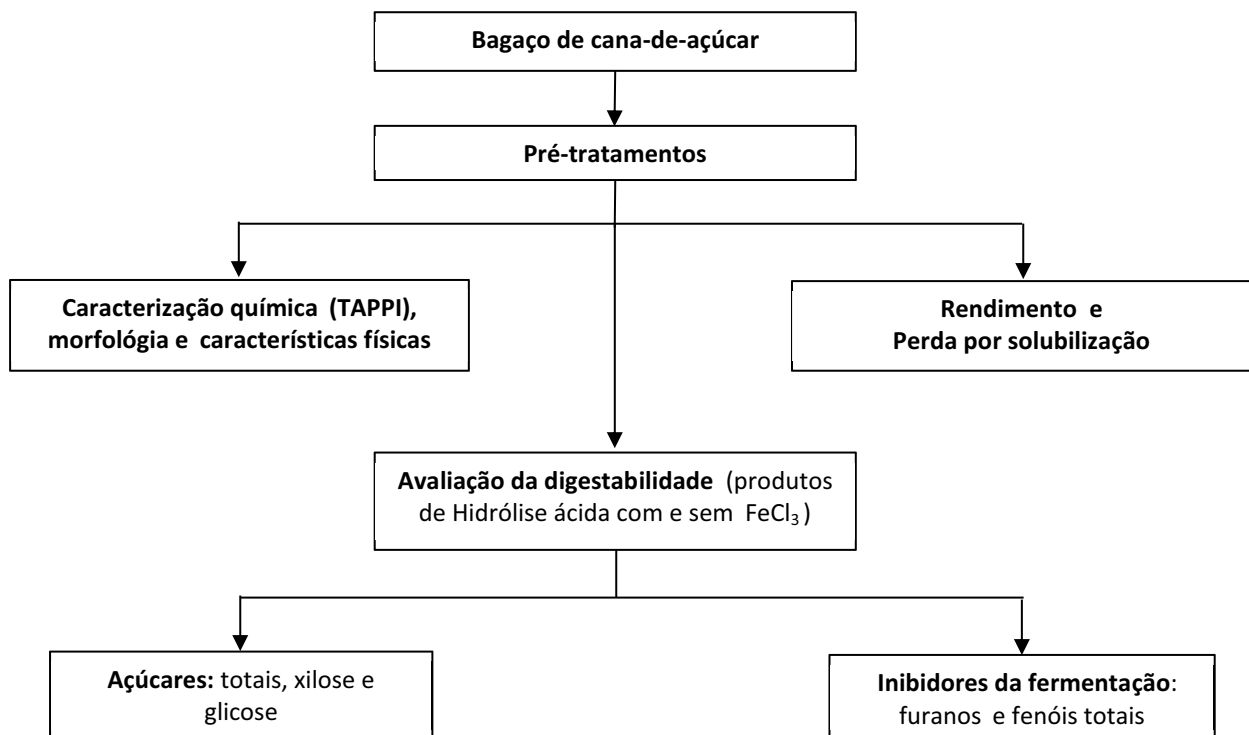 Bagaço de cana-de-açúcar
Pré-tratamentos
Caracterização química (TAPPI),
morfológia e características físicas
Rendimento e
Perda por solubilização
Avaliação da digestabilidade (produtos
de Hidrólise ácida com e sem FeCl₃)
Açúcares: totais, xilose e
glicose
Inibidores da fermentação:
furanos e fenóis totais